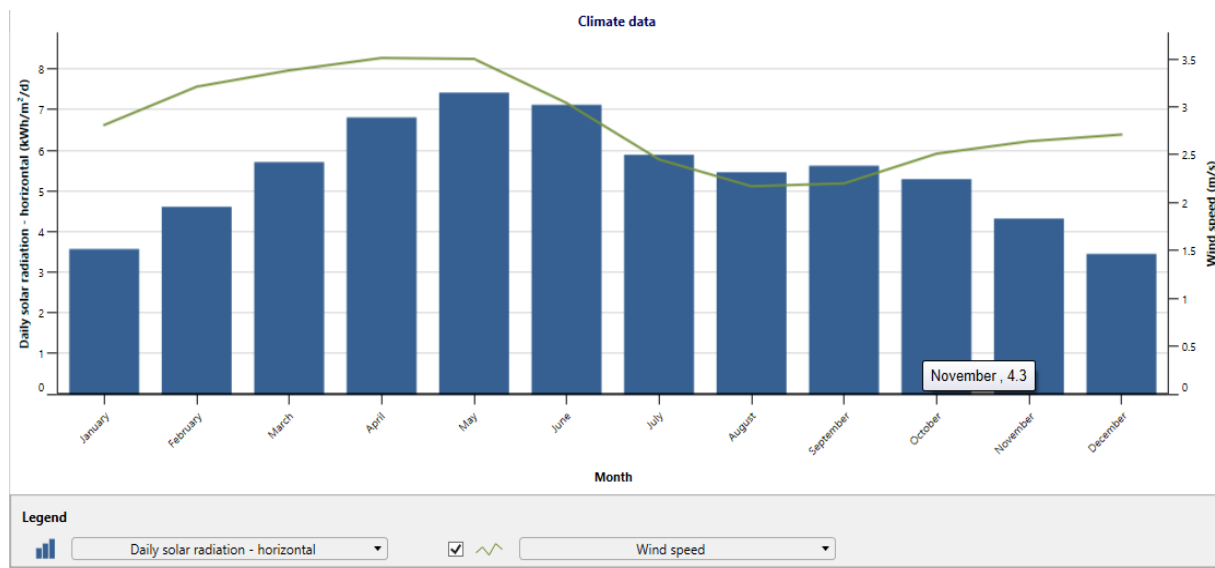 Climate data
Daily solar radiation - horizontal (kWh/m²/d)
8
7
6
5
4
3
2
1
0
3.5
3
2.5
2
1.5
1
0.5
0
Wind speed (m/s)
November , 4.3
January
February
March
April
May
June
July
August
September
October
November
December
Month
Legend
Daily solar radiation - horizontal
Wind speed